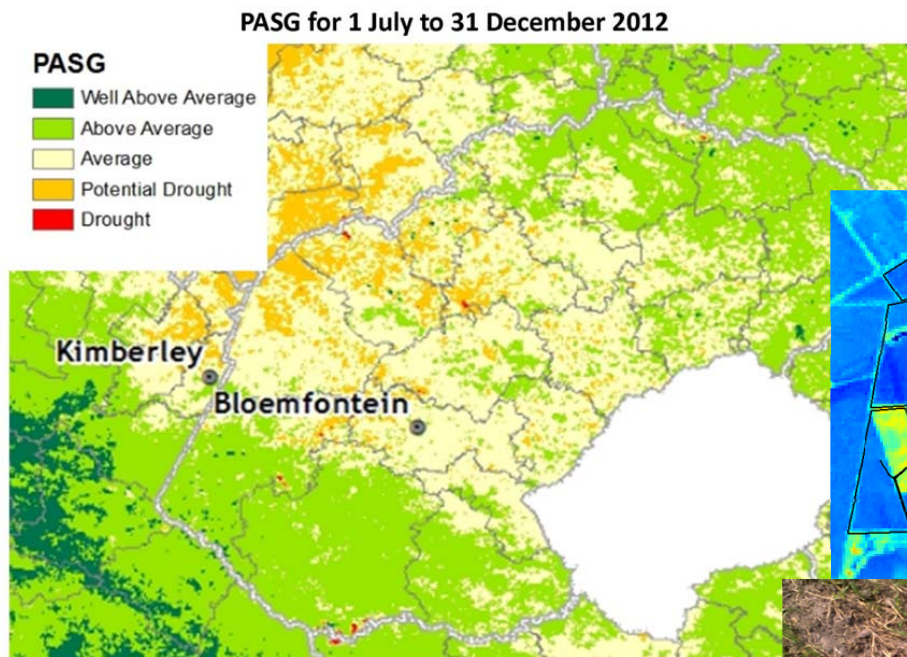 PASG for 1 July to 31 December 2012
PASG
Well Above Average
Above Average
Average
Potential Drought
Drought
Kimberley
Bloemfontein